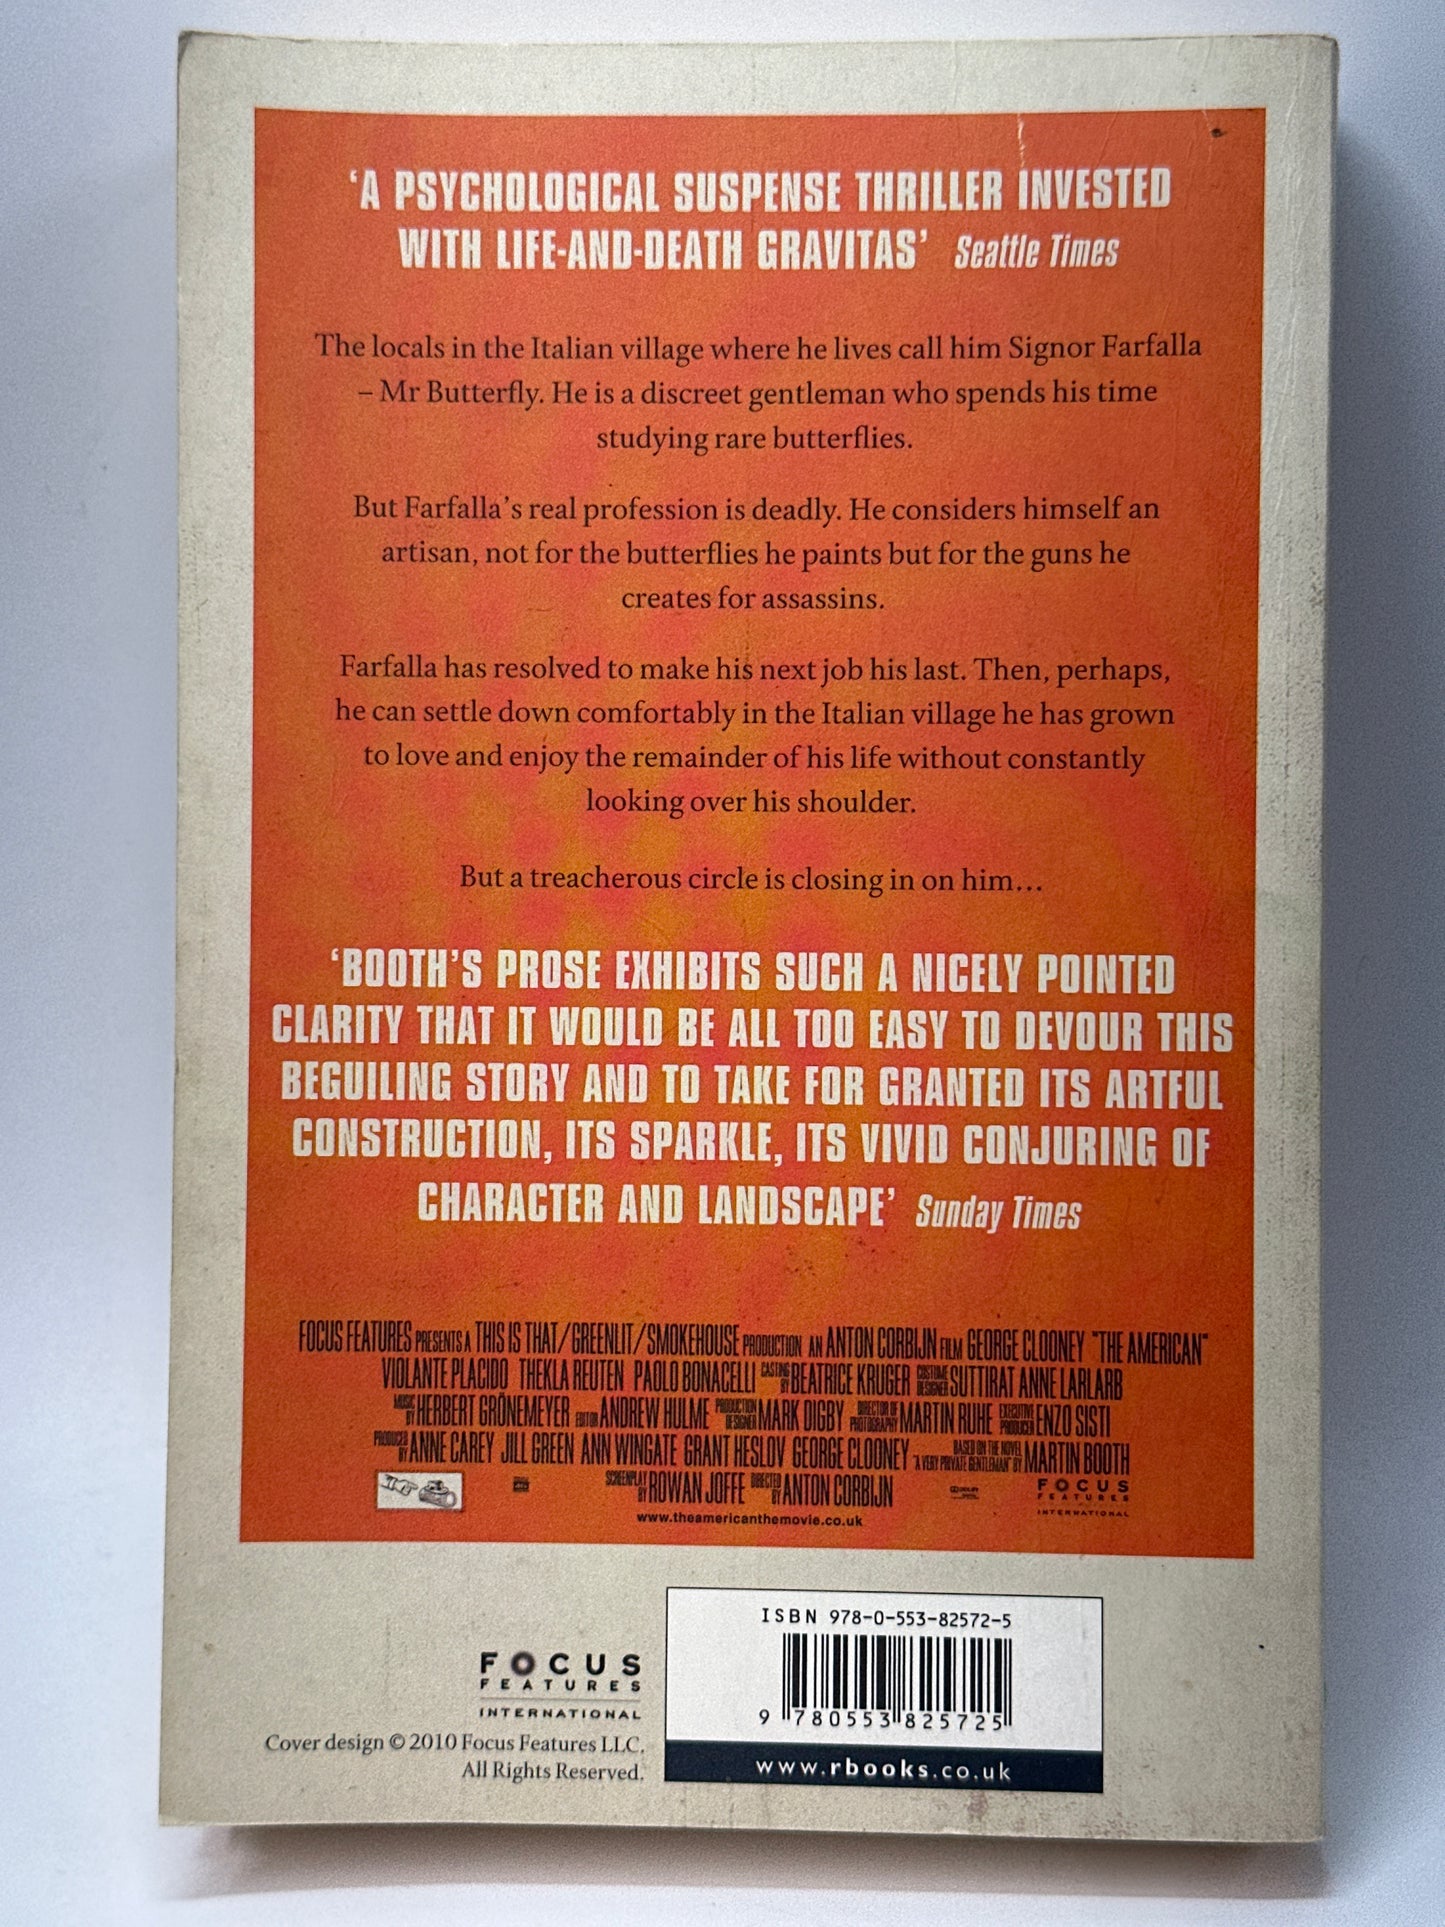 ‘A PSYCHOLOGICAL SUSPENSE THRILLER INVESTED
WITH LIFE-AND-DEATH GRAVITAS’ Seattle Times
The locals in the Italian village where he lives call him Signor Farfalla
– Mr Butterfly. He is a discreet gentleman who spends his time
studying rare butterflies.
But Farfalla’s real profession is deadly. He considers himself an
artisan, not for the butterflies he paints but for the guns he
creates for assassins.
Farfalla has resolved to make his next job his last. Then, perhaps,
he can settle down comfortably in the Italian village he has grown
to love and enjoy the remainder of his life without constantly
looking over his shoulder.
But a treacherous circle is closing in on him…
‘BOOTH’S PROSE EXHIBITS SUCH A NICELY POINTED
CLARITY THAT IT WOULD BE ALL TOO EASY TO DEVOUR THIS
BEGUILING STORY AND TO TAKE FOR GRANTED ITS ARTFUL
CONSTRUCTION, ITS SPARKLE, ITS VIVID CONJURING OF
CHARACTER AND LANDSCAPE’ Sunday Times
FOCUS FEATURES PRESENTS A THIS IS THAT/GREENLIT/SMOKEHOUSE PRODUCTION AN ANTON CORBIJN FILM GEORGE CLOONEY "THE AMERICAN"
VIOLANTE PLACIDO THEKLA REUTEN PAOLO BONACELLI CASTING BY BEATRICE KRUGER COSTUME DESIGNER SUTTIRAT ANNE LARLARB
MUSIC BY HERBERT GRÖNEMEYER EDITOR ANDREW HULME PRODUCTION DESIGNER MARK DIGBY DIRECTOR OF PHOTOGRAPHY MARTIN RUHE EXECUTIVE PRODUCER ENZO SISTI
PRODUCED BY ANNE CAREY JILL GREEN ANN WINGATE GRANT HESLOV GEORGE CLOONEY BASED ON THE NOVEL "A VERY PRIVATE GENTLEMAN" BY MARTIN BOOTH
SCREENPLAY BY ROWAN JOFFE DIRECTED BY ANTON CORBIJN
FOCUS
FEATURES
INTERNATIONAL
www.theamericanthemovie.co.uk
ISBN 978-0-553-82572-5
9 780553 825725
www.rbooks.co.uk
FOCUS
FEATURES
INTERNATIONAL
Cover design © 2010 Focus Features LLC.
All Rights Reserved.